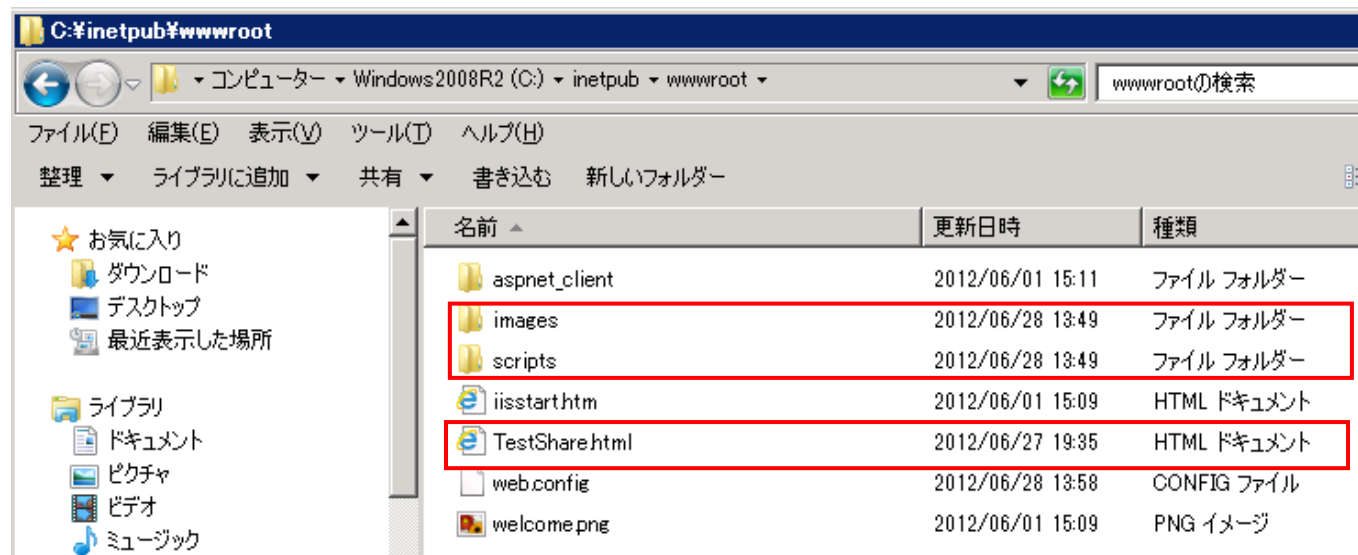 C:¥inetpub¥wwwroot
コンピューター Windows2008R2 (C:) inetpub wwwroot wwwrootの検索
ファイル(F) 編集(E) 表示(V) ツール(T) ヘルプ(H)
整理 ライブラリに追加 共有 書き込む 新しいフォルダー
お気に入り
ダウンロード
デスクトップ
最近表示した場所
ライブラリ
ドキュメント
ピクチャ
ビデオ
ミュージック
名前 更新日時 種類
aspnet_client 2012/06/01 15:11 ファイル フォルダー
images 2012/06/28 13:49 ファイル フォルダー
scripts 2012/06/28 13:49 ファイル フォルダー
iisstart.htm 2012/06/01 15:09 HTML ドキュメント
TestShare.html 2012/06/27 19:35 HTML ドキュメント
web.config 2012/06/28 13:58 CONFIG ファイル
welcome.png 2012/06/01 15:09 PNG イメージ